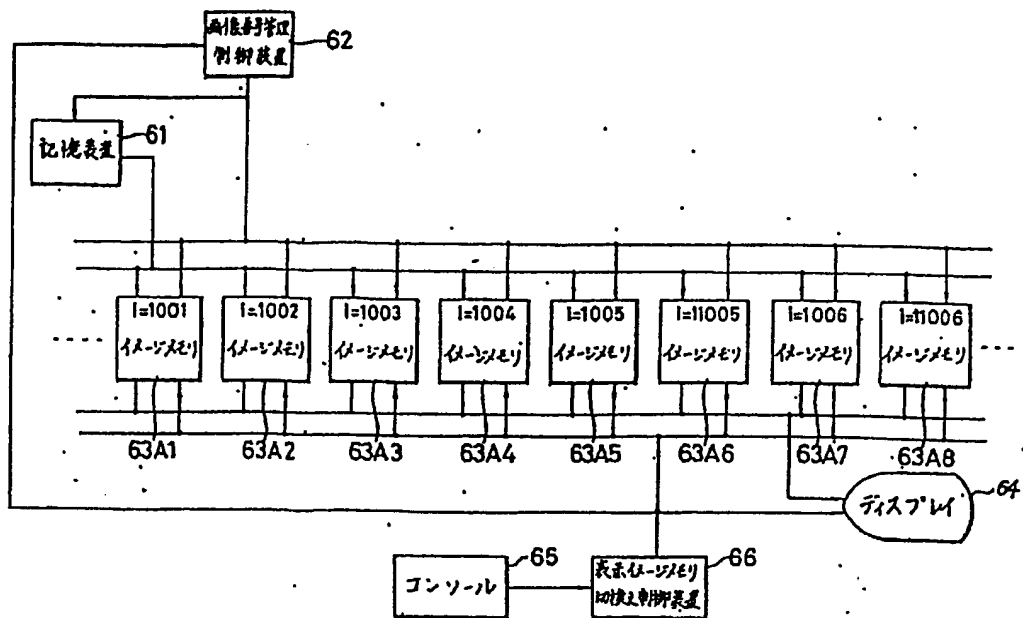 画像番号管理
制御装置
62
記憶装置
61
I=1001
イメージメモリ
63A1
I=1002
イメージメモリ
63A2
I=1003
イメージメモリ
63A3
I=1004
イメージメモリ
63A4
I=1005
イメージメモリ
63A5
I=11005
イメージメモリ
63A6
I=1006
イメージメモリ
63A7
I=11006
イメージメモリ
63A8
ディスプレイ
64
コンソール
65
表示イメージメモリ
切換え制御装置
66